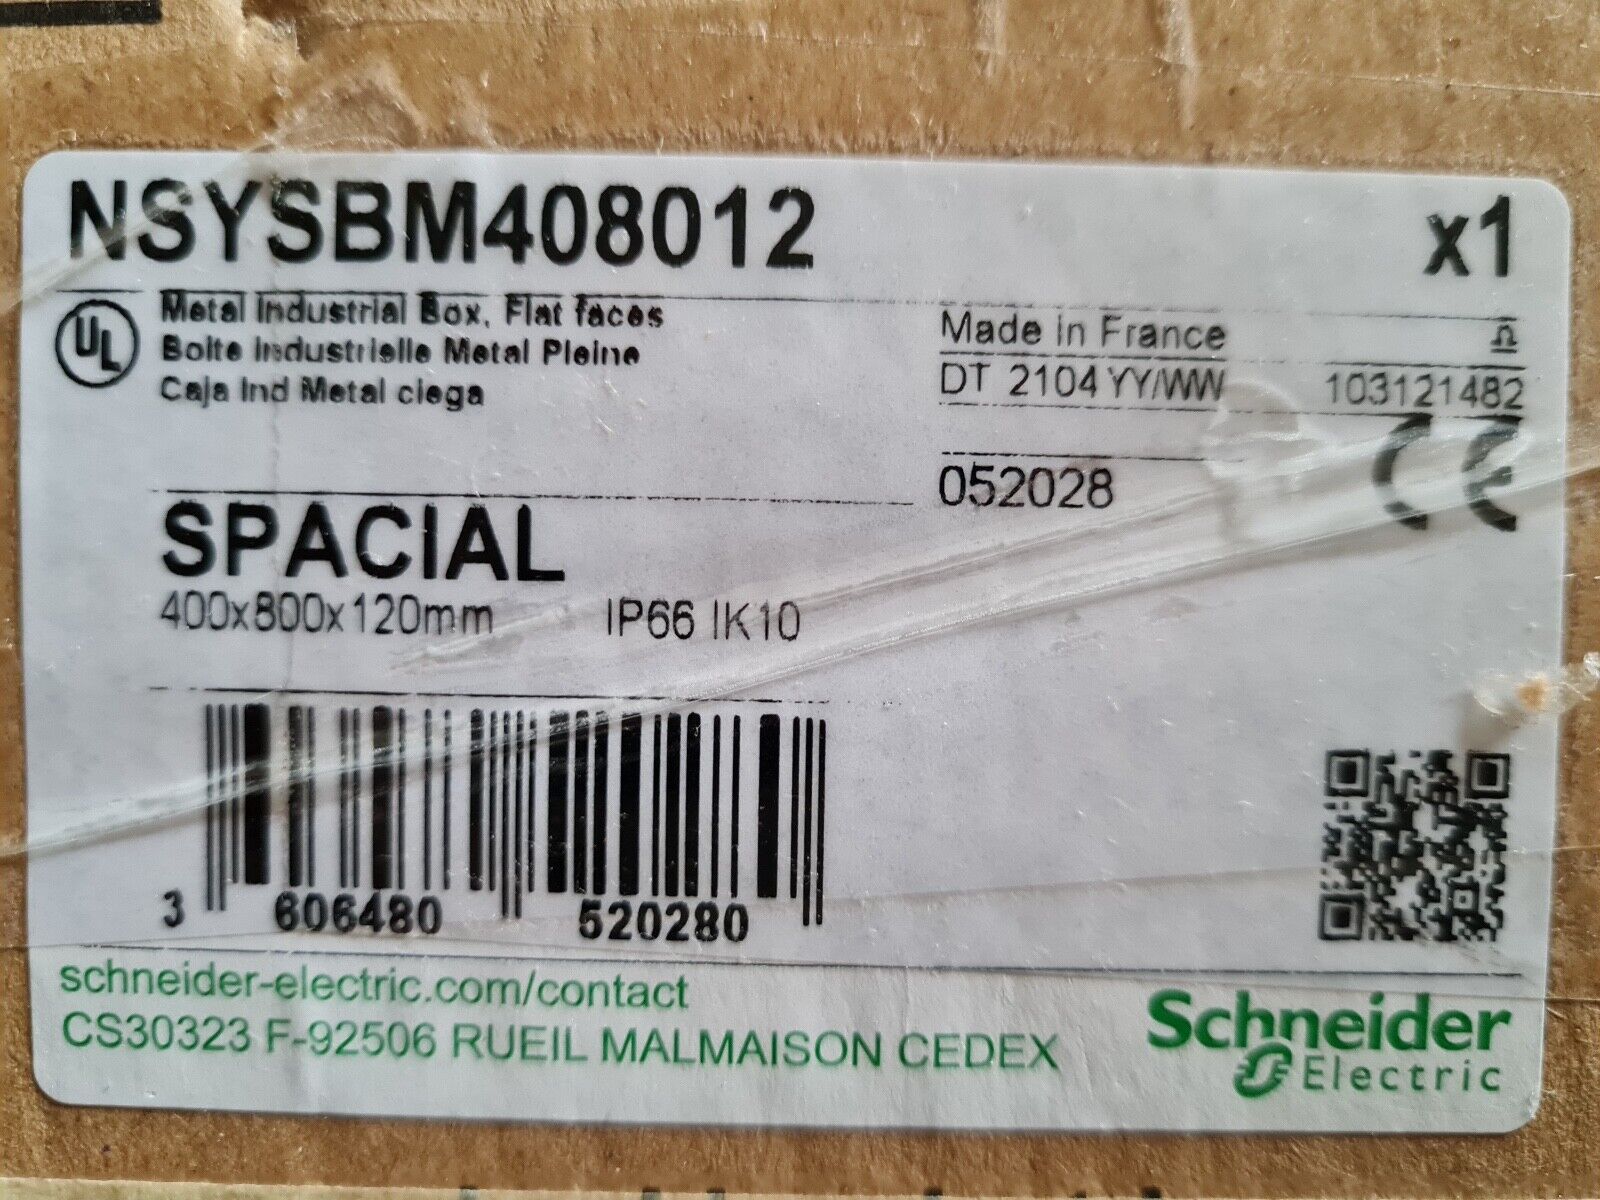 NSYSBM408012 x1
UL
Metal Industrial Box, Flat faces
Boite Industrielle Metal Pleine
Caja Ind Metal ciega
Made in France
DT 2104 YY/WW 103121482
CE
052028
SPACIAL
400x800x120mm IP66 IK10
3 606480 520280
schneider-electric.com/contact
CS30323 F-92506 RUEIL MALMAISON CEDEX
Schneider
Electric